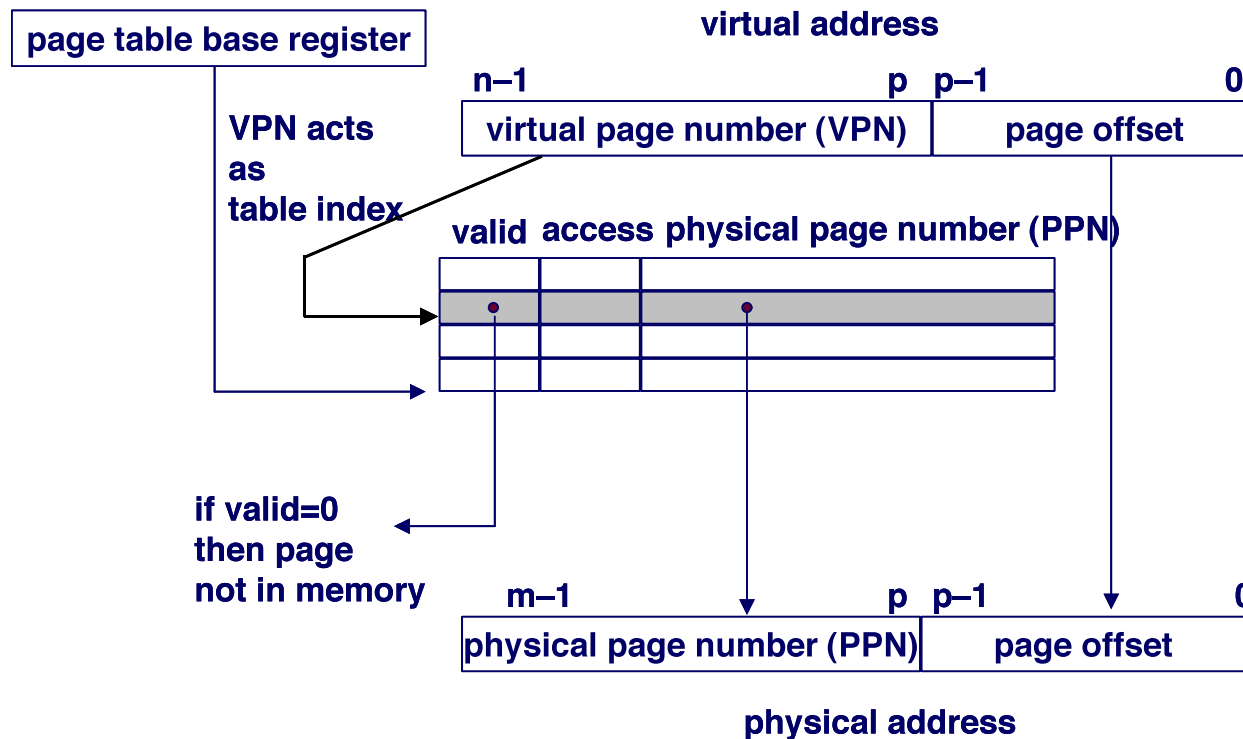 page table base register
virtual address
n–1 p p–1 0
virtual page number (VPN) page offset
VPN acts
as
table index
valid access physical page number (PPN)
if valid=0
then page
not in memory
m–1 p p–1 0
physical page number (PPN) page offset
physical address